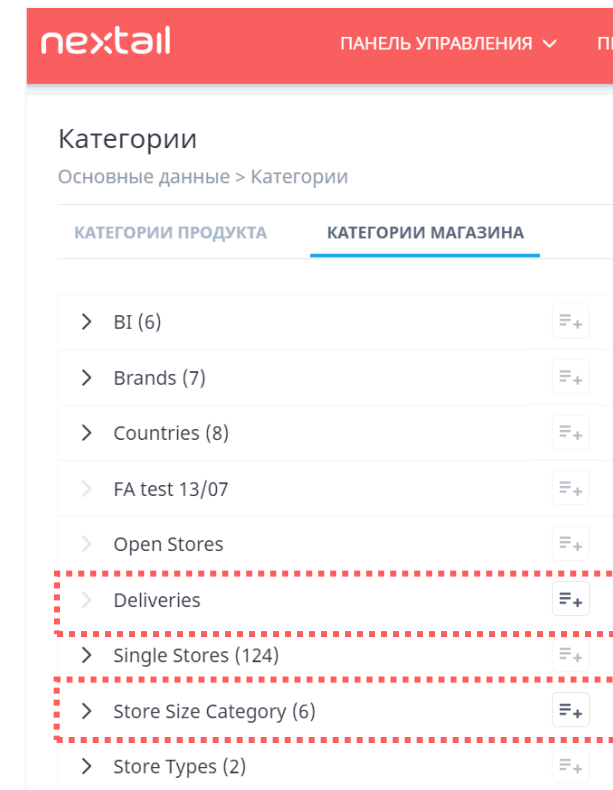 nextail
ПАНЕЛЬ УПРАВЛЕНИЯ
Категории
Основные данные > Категории
КАТЕГОРИИ ПРОДУКТА КАТЕГОРИИ МАГАЗИНА
BI (6)
Brands (7)
Countries (8)
FA test 13/07
Open Stores
Deliveries
Single Stores (124)
Store Size Category (6)
Store Types (2)